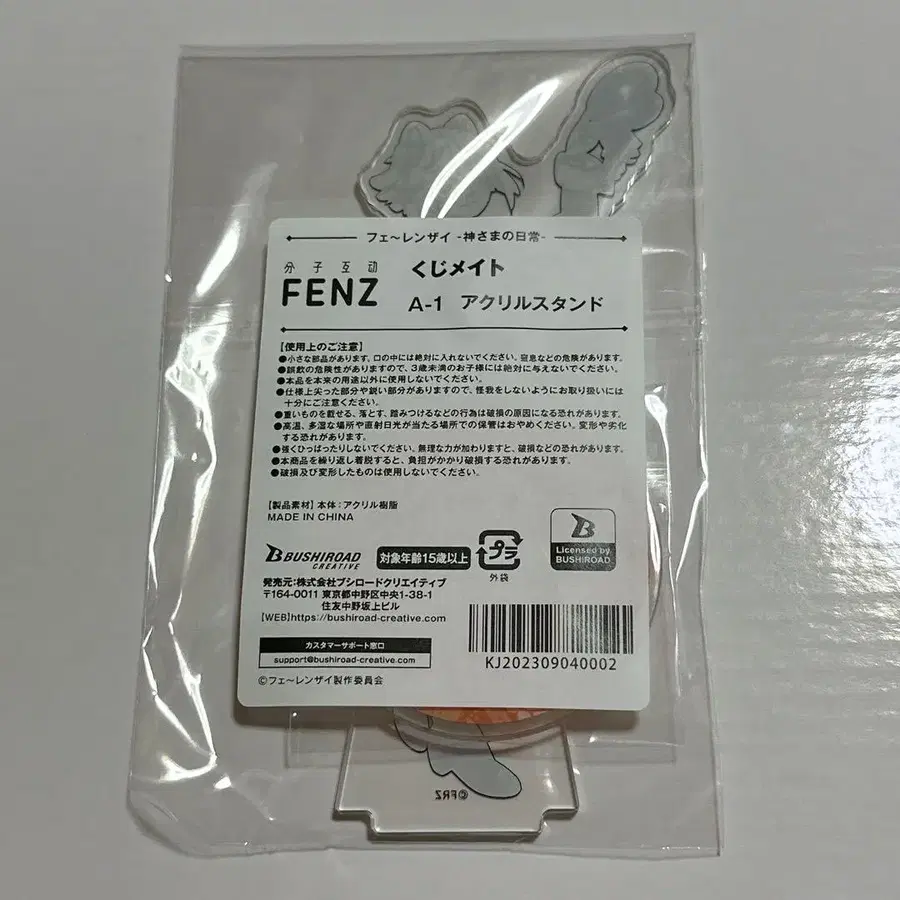 フェ～レンザイ -神さまの日常-
分子互动
FENZ
くじメイト
A-1 アクリルスタンド
【使用上のご注意】
●小さな部品があります。口の中には絶対に入れないでください。窒息などの危険があります。
●誤飲の危険性がありますので、3歳未満のお子様には絶対に与えないでください。
●本品を本来の用途以外に使用しないでください。
●仕様上尖った部分や鋭い部分がありますので、怪我をしないようにお取り扱いには
十分にご注意ください。
●重いものを載せる、落とす、踏みつけるなどの行為は破損の原因になる恐れがあります。
●高温、多湿な場所や直射日光が当たる場所での保管はおやめください。変形や劣化
する恐れがあります。
●強くひっぱったりしないでください。無理な力が加わりますと、破損などの恐れがあります。
●本商品を繰り返し着脱すると、負担がかかり破損する恐れがあります。
●破損及び変形したものは使用しないでください。
【製品素材】本体：アクリル樹脂
MADE IN CHINA
BUSHIROAD
CREATIVE
対象年齢15歳以上
プラ
外袋
B
Licensed by
BUSHIROAD
発売元：株式会社ブシロードクリエイティブ
〒164-0011 東京都中野区中央1-38-1
住友中野坂上ビル
【WEB】https://bushiroad-creative.com
カスタマーサポート窓口
support@bushiroad-creative.com
KJ202309040002
©フェ～レンザイ製作委員会
©FRZ